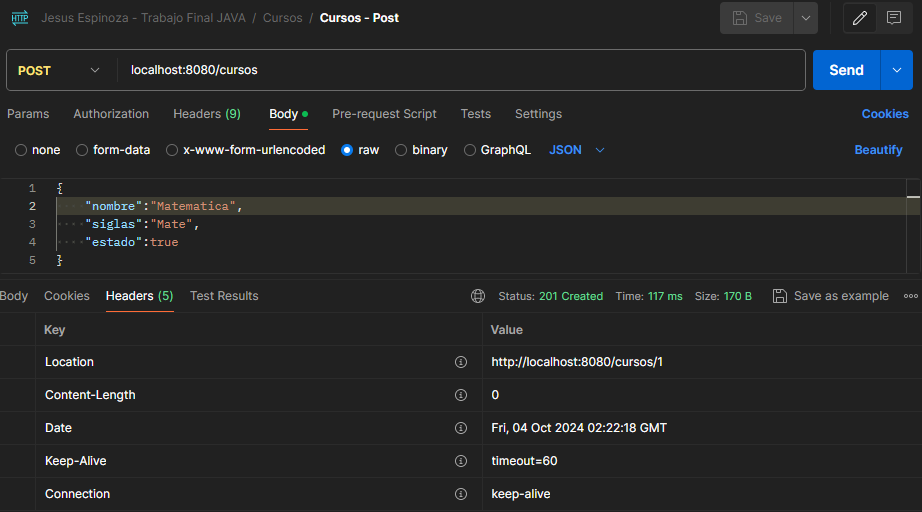 HTTP Jesus Espinoza - Trabajo Final JAVA / Cursos / Cursos - Post Save
POST localhost:8080/cursos Send
Params Authorization Headers (9) Body Pre-request Script Tests Settings Cookies
none form-data x-www-form-urlencoded raw binary GraphQL JSON Beautify
1 {
2 "nombre":"Matematica",
3 "siglas":"Mate",
4 "estado":true
5 }
Body Cookies Headers (5) Test Results Status: 201 Created Time: 117 ms Size: 170 B Save as example
Key Value
Location http://localhost:8080/cursos/1
Content-Length 0
Date Fri, 04 Oct 2024 02:22:18 GMT
Keep-Alive timeout=60
Connection keep-alive